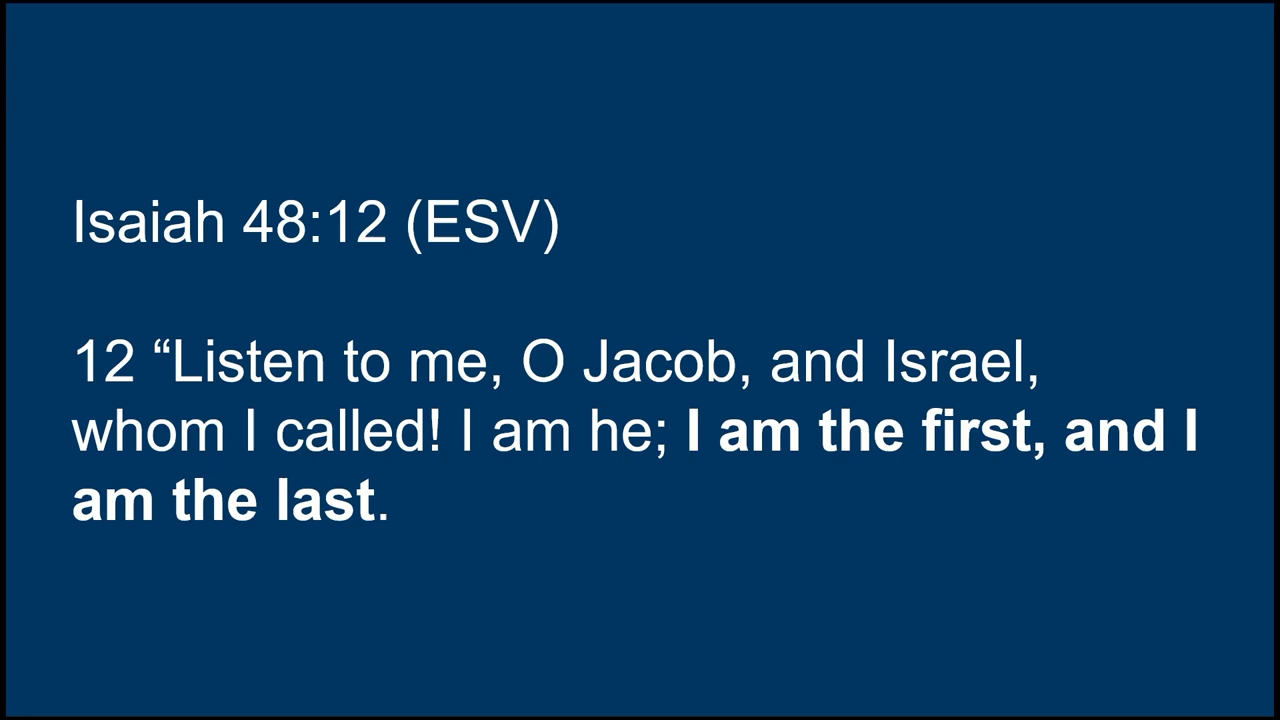 Isaiah 48:12 (ESV)
12 “Listen to me, O Jacob, and Israel,
whom I called! I am he; I am the first, and I
am the last.